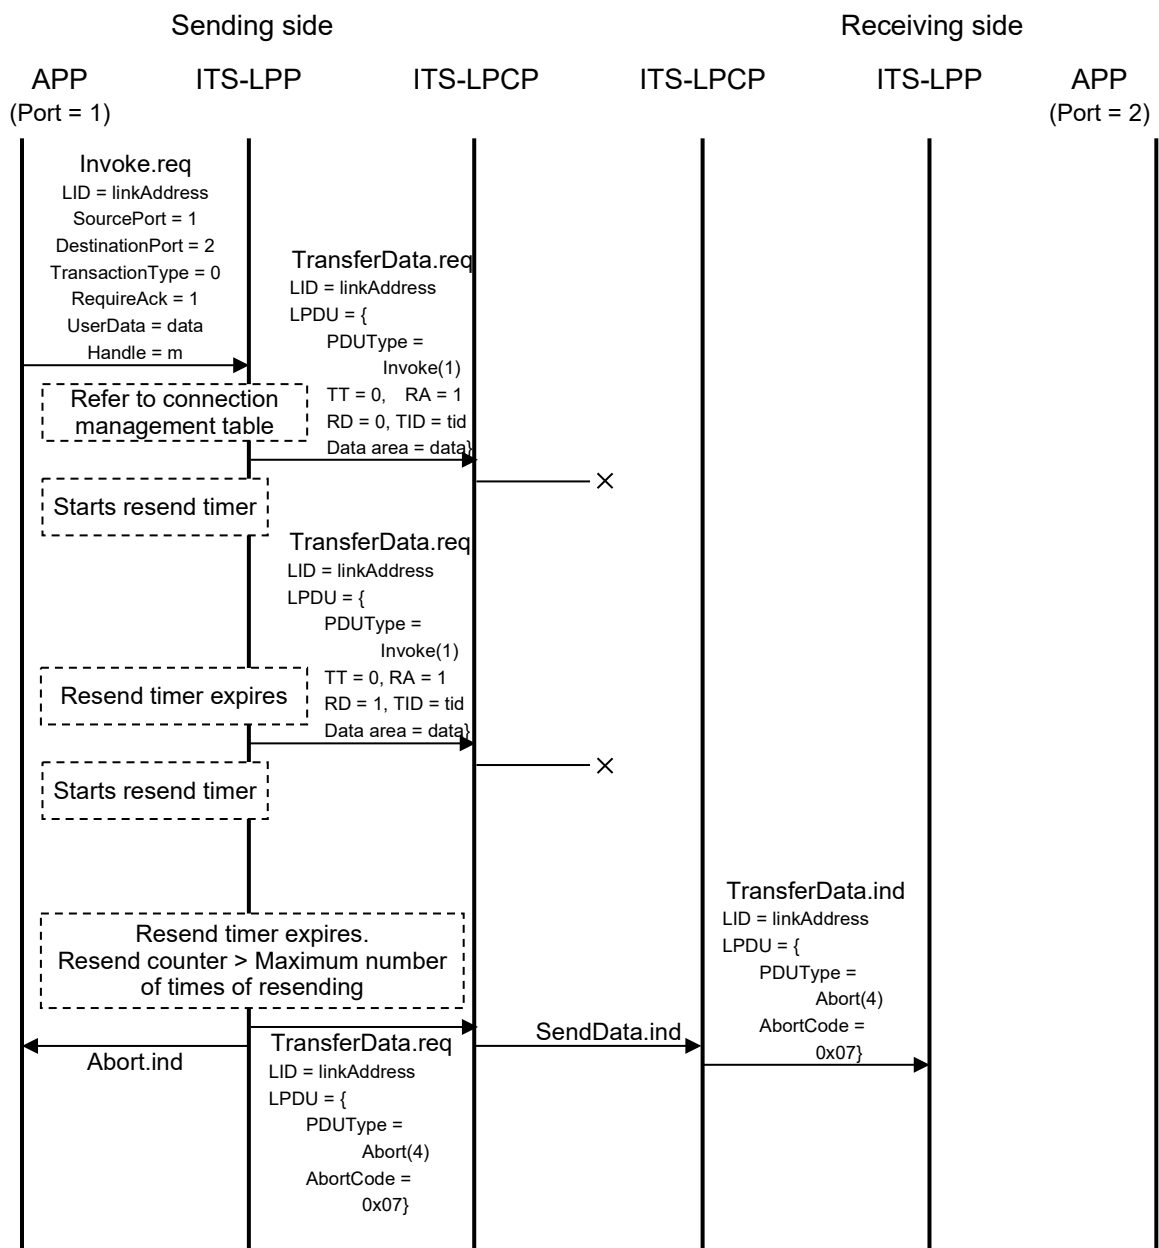 Sending side
Receiving side
APP
(Port = 1)
ITS-LPP
ITS-LPCP
ITS-LPCP
ITS-LPP
APP
(Port = 2)
Invoke.req
LID = linkAddress
SourcePort = 1
DestinationPort = 2
TransactionType = 0
RequireAck = 1
UserData = data
Handle = m
TransferData.req
LID = linkAddress
LPDU = {
PDUType =
Invoke(1)
TT = 0, RA = 1
RD = 0, TID = tid
Data area = data}
Refer to connection
management table
Starts resend timer
TransferData.req
LID = linkAddress
LPDU = {
PDUType =
Invoke(1)
TT = 0, RA = 1
RD = 1, TID = tid
Data area = data}
Resend timer expires
Starts resend timer
Resend timer expires.
Resend counter > Maximum number
of times of resending
TransferData.ind
LID = linkAddress
LPDU = {
PDUType =
Abort(4)
AbortCode =
0x07}
SendData.ind
Abort.ind
TransferData.req
LID = linkAddress
LPDU = {
PDUType =
Abort(4)
AbortCode =
0x07}